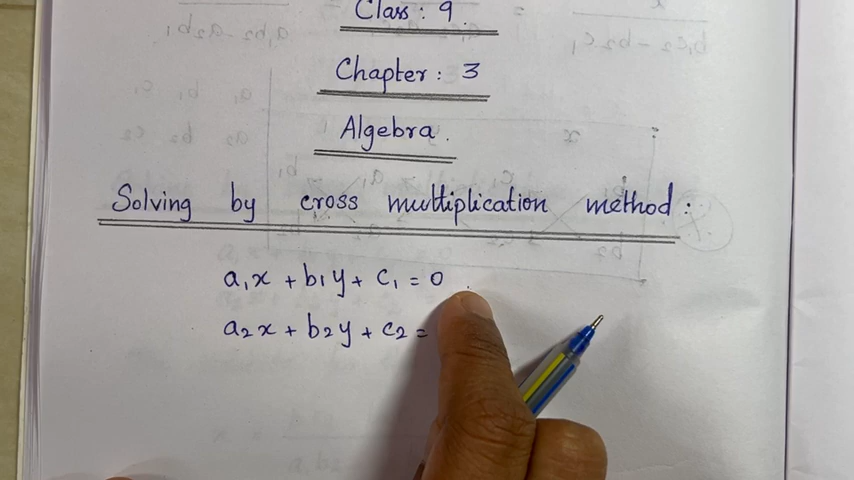 Class : 9.
Chapter : 3
Algebra.
Solving by cross multiplication method :
a₁x + b₁y + c₁ = 0.
a₂x + b₂y + c₂ =